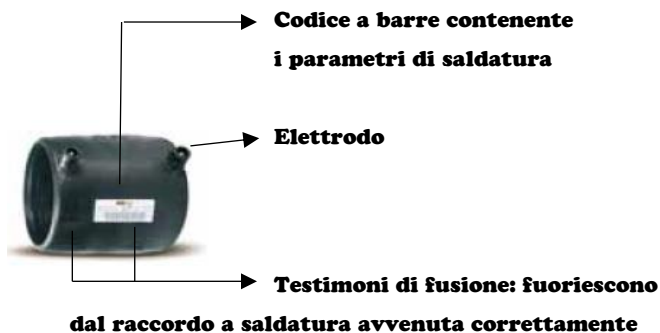 Codice a barre contenente
i parametri di saldatura
Elettrodo
Testimoni di fusione: fuoriescono
dal raccordo a saldatura avvenuta correttamente